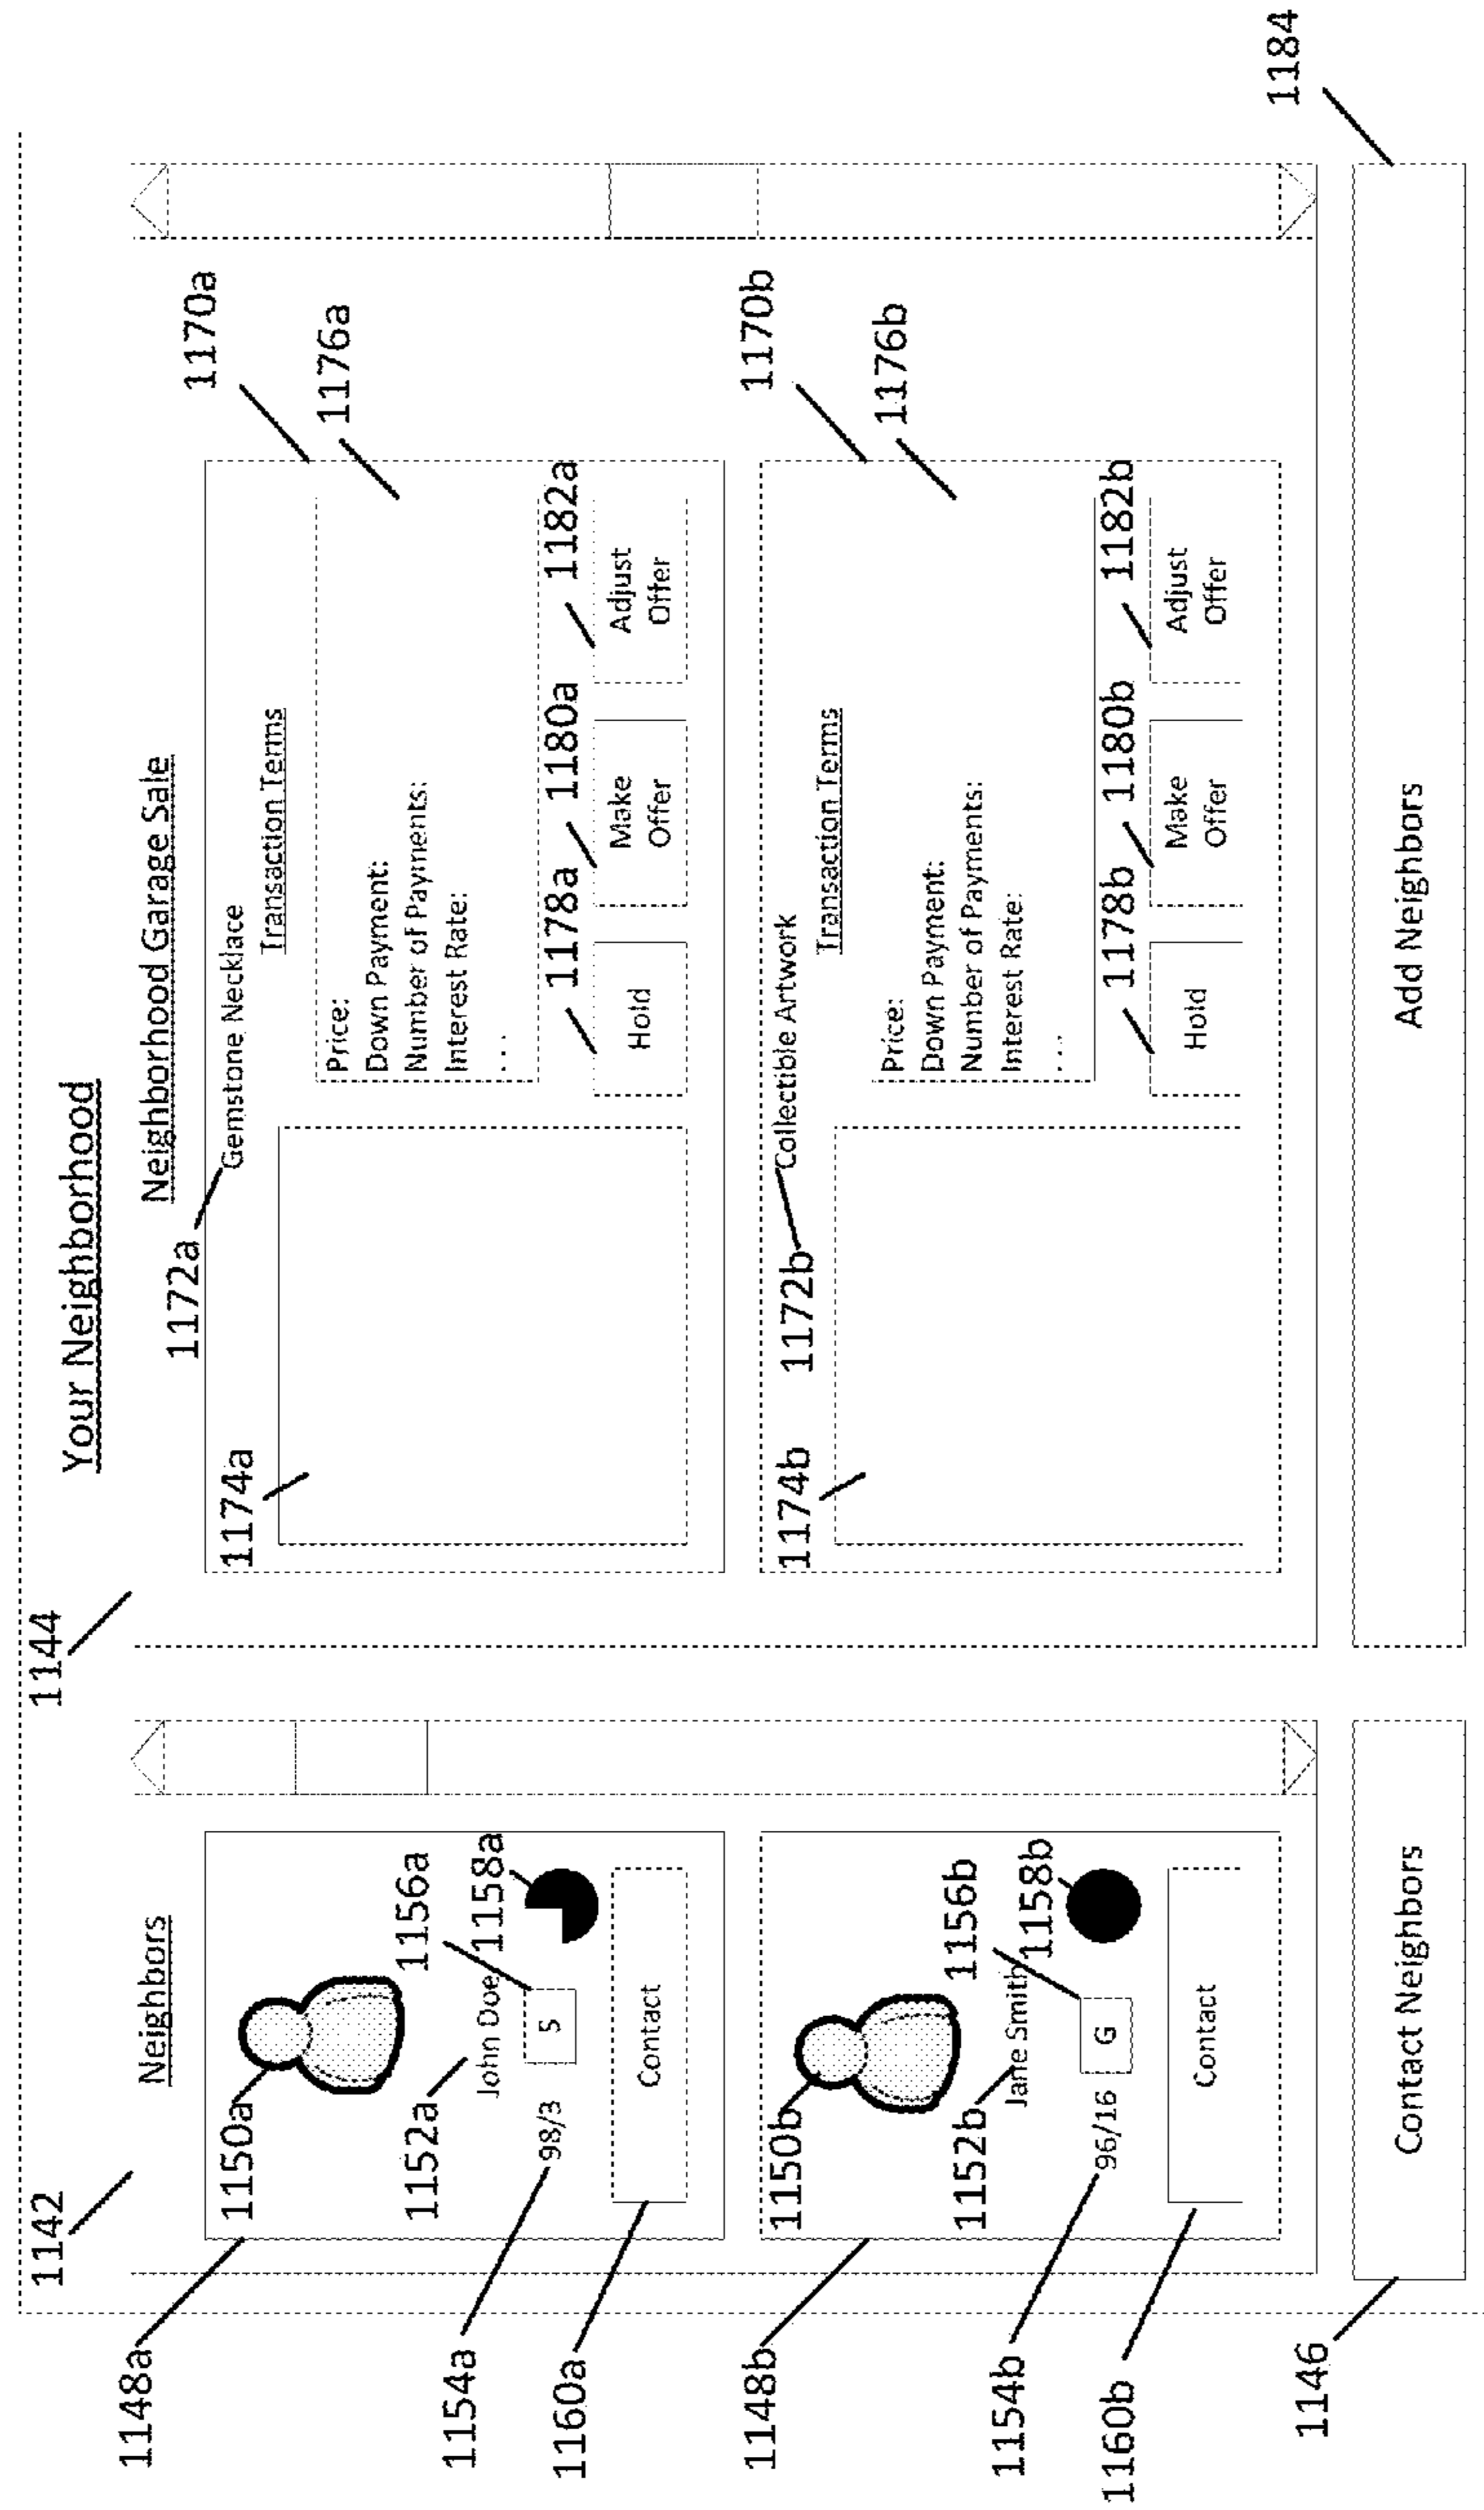 Your Neighborhood
1142
1144
Neighbors
1148a
1150a
1152a
John Doe
1154a
98/3
1156a
S
1158a
1160a
Contact
1148b
1150b
1152b
Jane Smith
1154b
96/16
1156b
G
1158b
1160b
Contact
1146
Contact Neighbors
Neighborhood Garage Sale
1170a
1172a
Gemstone Necklace
1174a
Transaction Terms
1176a
Price:
Down Payment:
Number of Payments:
Interest Rate:
. . .
1178a
1180a
1182a
Hold
Make
Offer
Adjust
Offer
1170b
1172b
Collectible Artwork
1174b
Transaction Terms
1176b
Price:
Down Payment:
Number of Payments:
Interest Rate:
. . .
1178b
1180b
1182b
Hold
Make
Offer
Adjust
Offer
1184
Add Neighbors